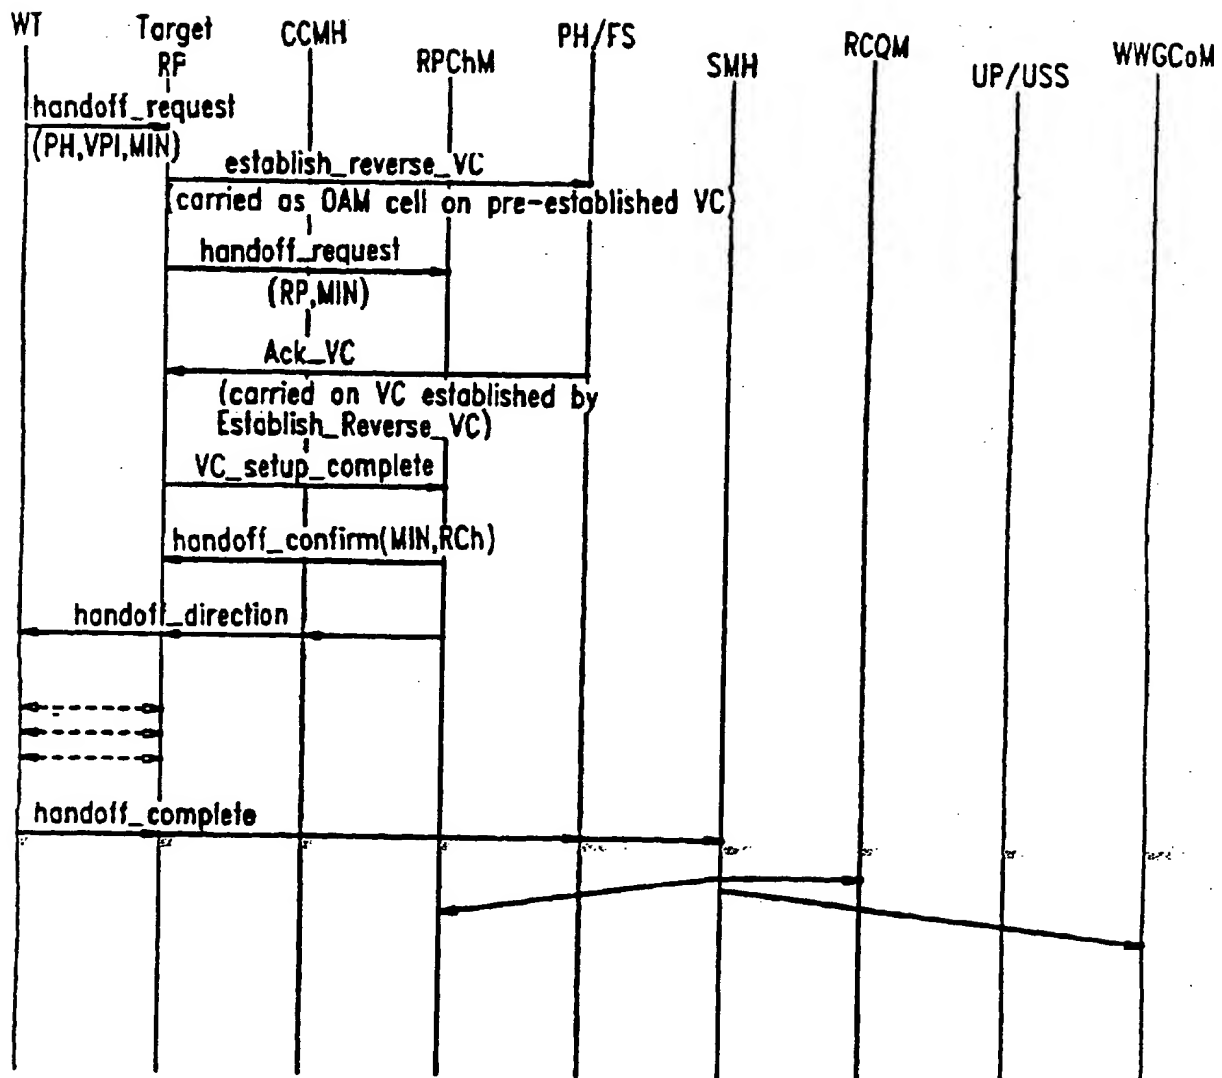 WT
Target
RP
CCMH
RPChM
PH/FS
SMH
RCQM
UP/USS
WWGCoM
handoff_request
(PH,VPI,MIN)
establish_reverse_VC
(carried as OAM cell on pre-established VC)
handoff_request
(RP,MIN)
Ack_VC
(carried on VC established by
Establish_Reverse_VC)
VC_setup_complete
handoff_confirm(MIN,RCh)
handoff_direction
handoff_complete